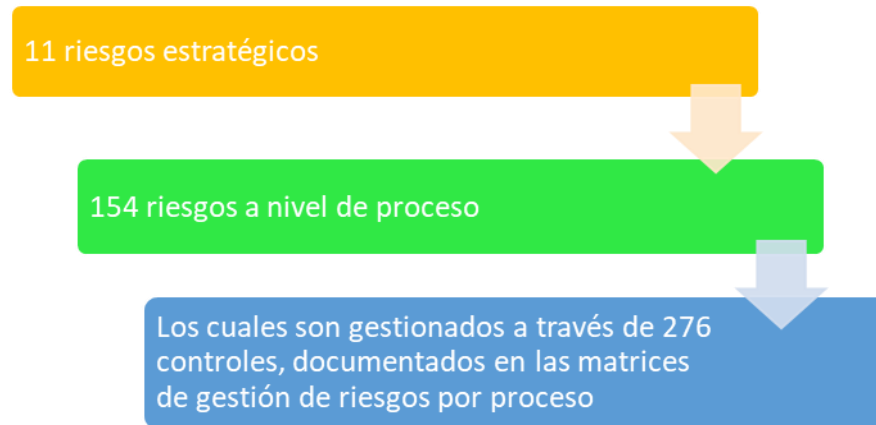 11 riesgos estratégicos
154 riesgos a nivel de proceso
Los cuales son gestionados a través de 276
controles, documentados en las matrices
de gestión de riesgos por proceso